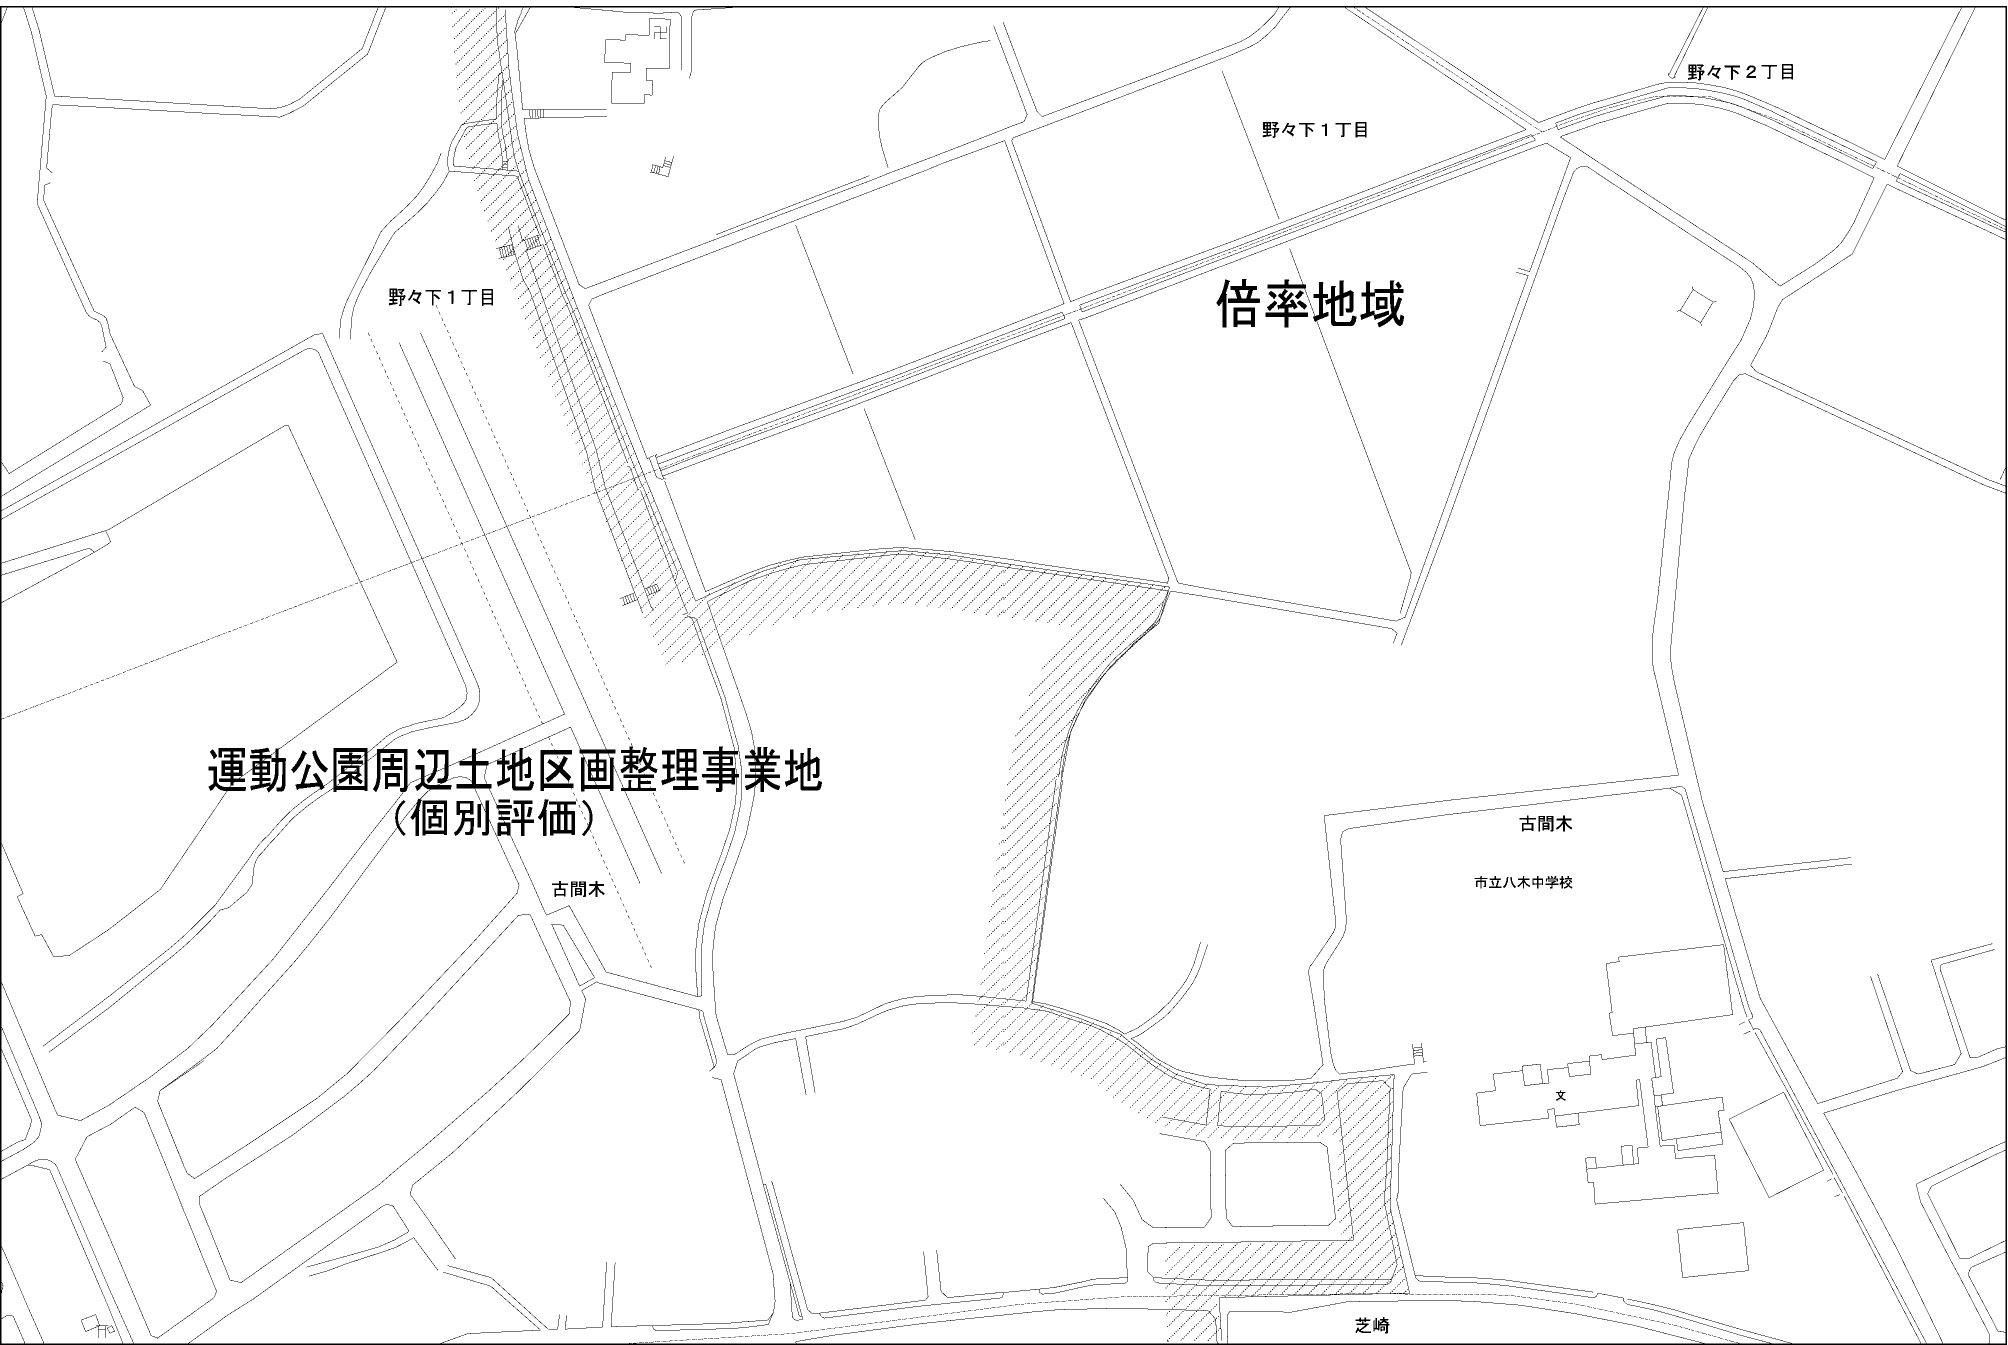 野々下２丁目
野々下１丁目
野々下１丁目
倍率地域
運動公園周辺土地区画整理事業地
（個別評価）
古間木
市立八木中学校
古間木
文
芝崎